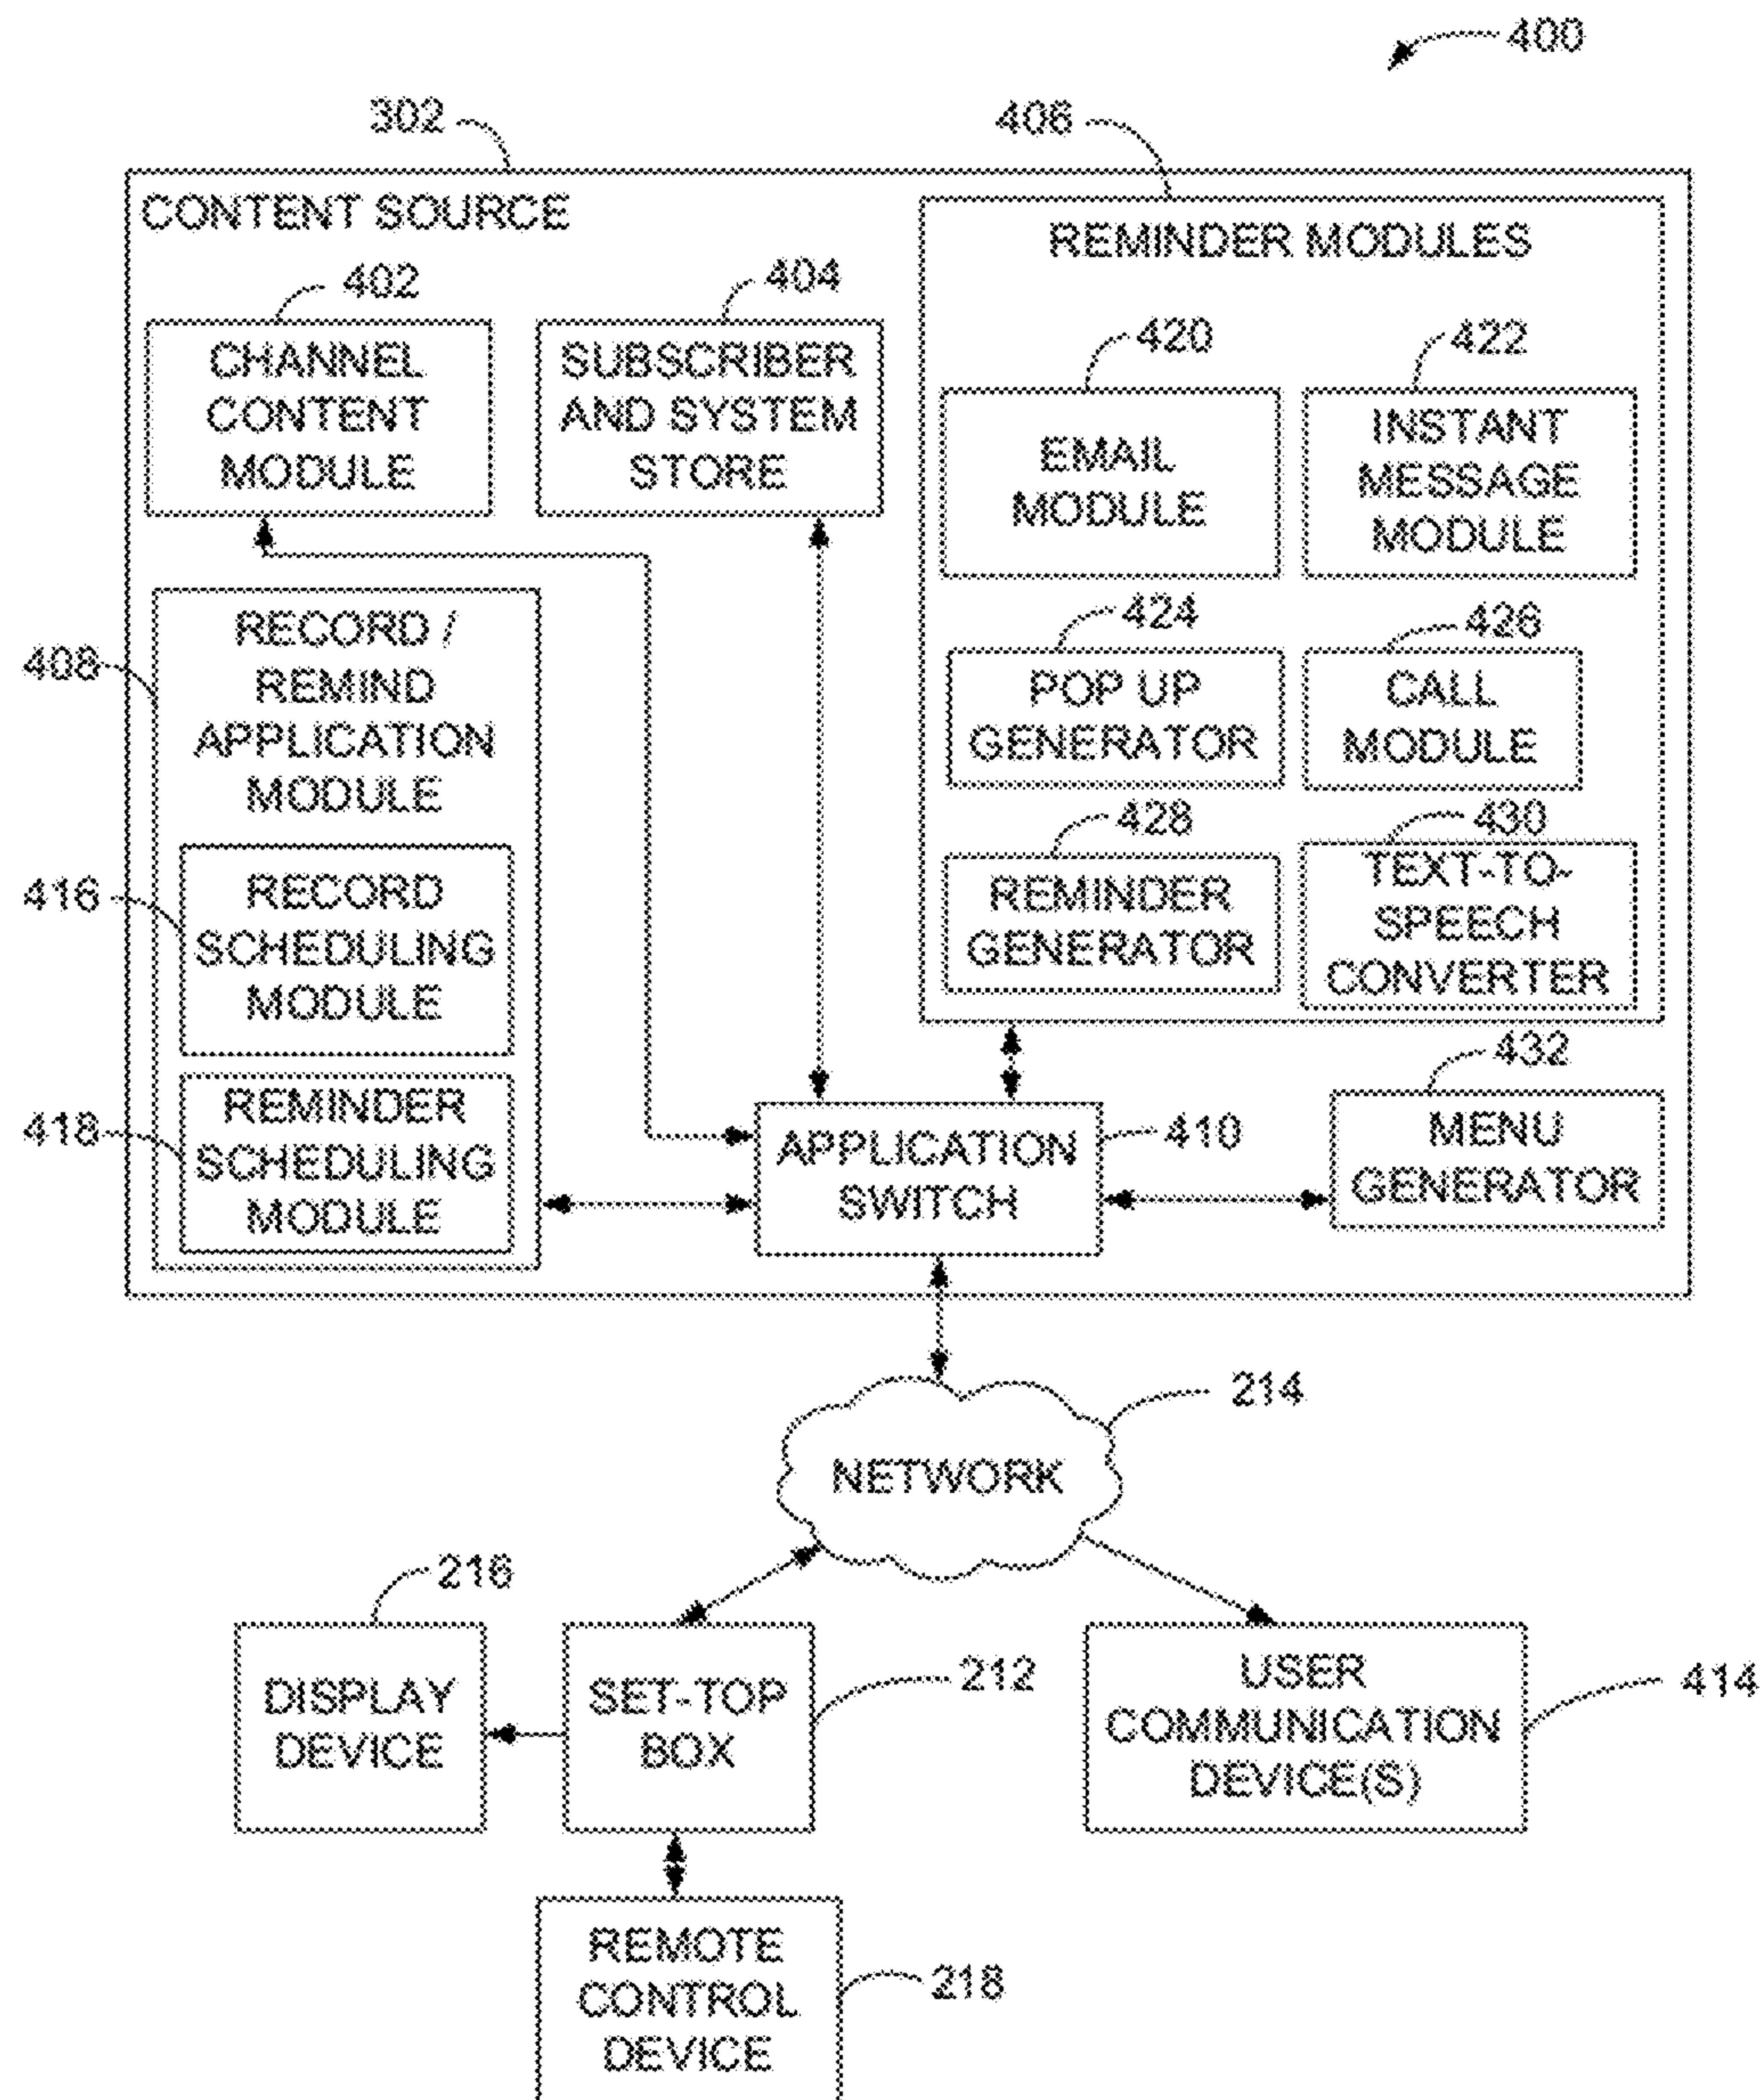 400
302
406
CONTENT SOURCE
REMINDER MODULES
402
404
CHANNEL
CONTENT
MODULE
SUBSCRIBER
AND SYSTEM
STORE
420
422
EMAIL
MODULE
INSTANT
MESSAGE
MODULE
424
426
POP UP
GENERATOR
CALL
MODULE
428
430
REMINDER
GENERATOR
TEXT-TO-
SPEECH
CONVERTER
408
RECORD /
REMIND
APPLICATION
MODULE
416
RECORD
SCHEDULING
MODULE
418
REMINDER
SCHEDULING
MODULE
APPLICATION
SWITCH
410
432
MENU
GENERATOR
214
NETWORK
216
DISPLAY
DEVICE
SET-TOP
BOX
212
USER
COMMUNICATION
DEVICE(S)
414
REMOTE
CONTROL
DEVICE
218